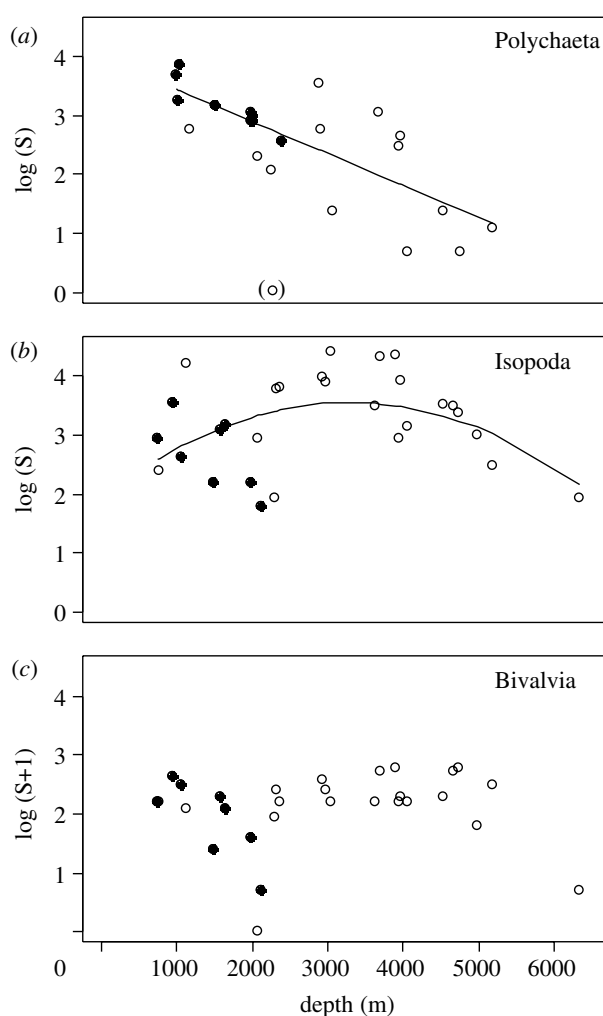 (a)
Polychaeta
4
3
2
1
0
log (S)
( )
(b)
Isopoda
4
3
2
1
0
log (S)
(c)
Bivalvia
4
3
2
1
log (S+1)
0 1000 2000 3000 4000 5000 6000
depth (m)